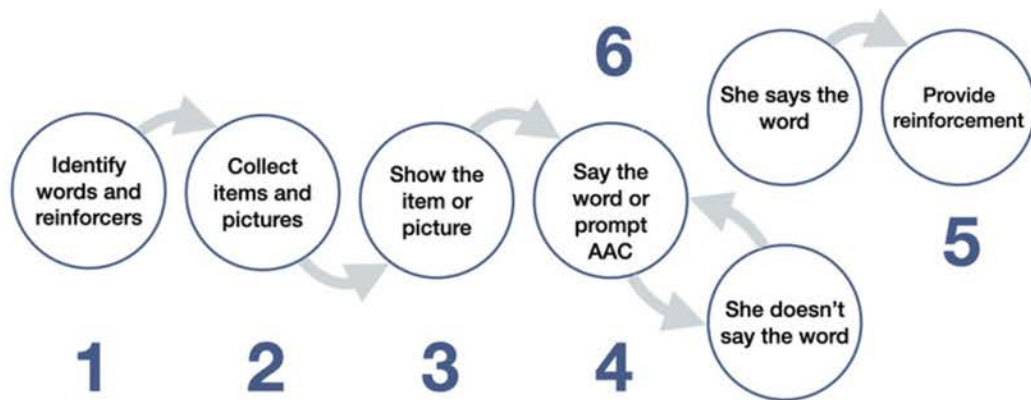 6
She says the
word
Provide
reinforcement
Identify
words and
reinforcers
Collect
items and
pictures
Show the
item or
picture
Say the
word or
prompt
AAC
5
She doesn't
say the word
1
2
3
4